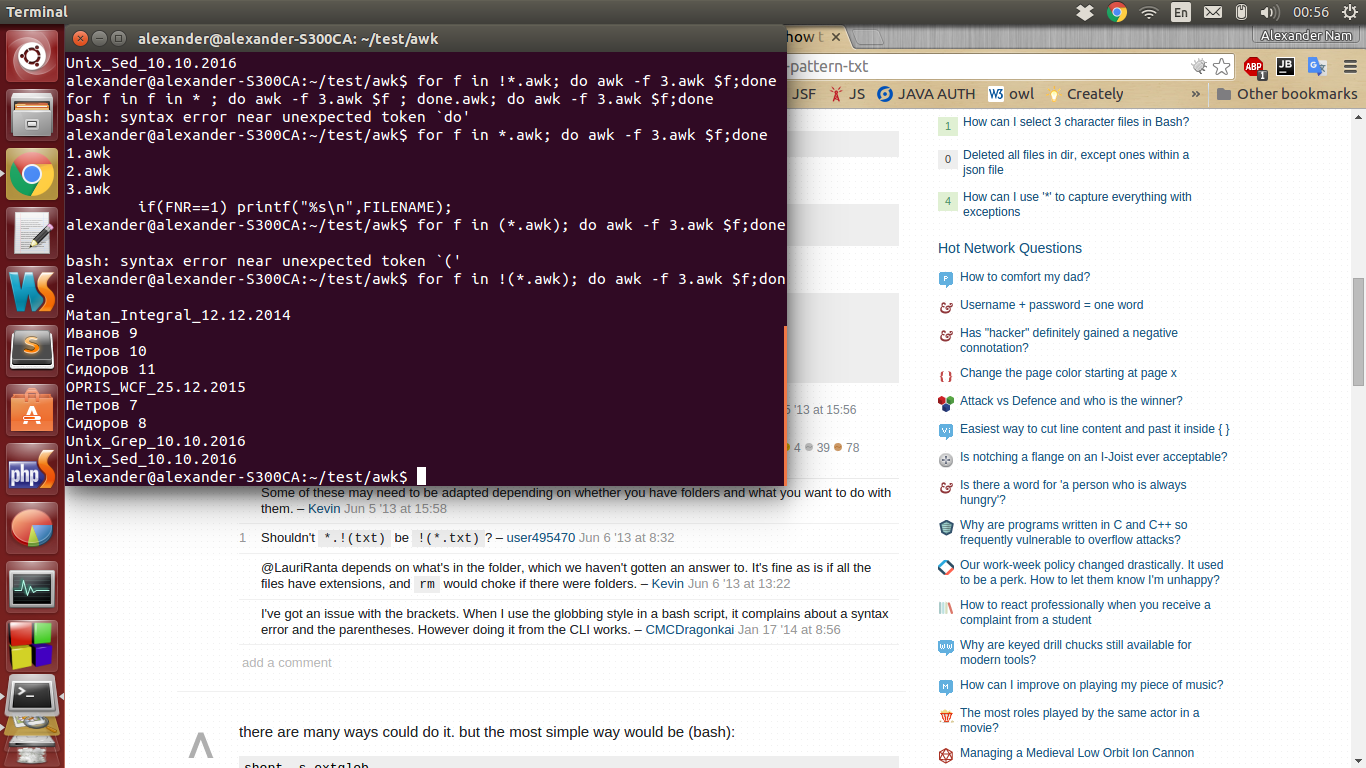 Terminal
En
00:56
alexander@alexander-S300CA: ~/test/awk
how t
Alexander Nam
Unix_Sed_10.10.2016
alexander@alexander-S300CA:~/test/awk$ for f in !*.awk; do awk -f 3.awk $f;done
for f in f in * ; do awk -f 3.awk $f ; done.awk; do awk -f 3.awk $f;done
bash: syntax error near unexpected token `do'
alexander@alexander-S300CA:~/test/awk$ for f in *.awk; do awk -f 3.awk $f;done
1.awk
2.awk
3.awk
if(FNR==1) printf("%s\n",FILENAME);
alexander@alexander-S300CA:~/test/awk$ for f in (*.awk); do awk -f 3.awk $f;done
bash: syntax error near unexpected token `('
alexander@alexander-S300CA:~/test/awk$ for f in !(*.awk); do awk -f 3.awk $f;don
e
Matan_Integral_12.12.2014
Иванов 9
Петров 10
Сидоров 11
OPRIS_WCF_25.12.2015
Петров 7
Сидоров 8
Unix_Grep_10.10.2016
Unix_Sed_10.10.2016
alexander@alexander-S300CA:~/test/awk$
-pattern-txt
ABP
1
JB
JSF
JS
JAVA AUTH
W3 owl
Creately
»
Other bookmarks
5 '13 at 15:56
4 39 78
Some of these may need to be adapted depending on whether you have folders and what you want to do with
them. – Kevin Jun 5 '13 at 15:58
1 Shouldn't *.!(txt) be !(*.txt)? – user495470 Jun 6 '13 at 8:32
@LauriRanta depends on what's in the folder, which we haven't gotten an answer to. It's fine as is if all the
files have extensions, and rm would choke if there were folders. – Kevin Jun 6 '13 at 13:22
I've got an issue with the brackets. When I use the globbing style in a bash script, it complains about a syntax
error and the parentheses. However doing it from the CLI works. – CMCDragonkai Jan 17 '14 at 8:56
add a comment
there are many ways could do it. but the most simple way would be (bash):
shopt -s extglob
1 How can I select 3 character files in Bash?
0 Deleted all files in dir, except ones within a
json file
4 How can I use '*' to capture everything with
exceptions
Hot Network Questions
How to comfort my dad?
Username + password = one word
Has "hacker" definitely gained a negative
connotation?
Change the page color starting at page x
Attack vs Defence and who is the winner?
Easiest way to cut line content and past it inside { }
Is notching a flange on an I-Joist ever acceptable?
Is there a word for 'a person who is always
hungry'?
Why are programs written in C and C++ so
frequently vulnerable to overflow attacks?
Our work-week policy changed drastically. It used
to be a perk. How to let them know I'm unhappy?
How to react professionally when you receive a
complaint from a student
Why are keyed drill chucks still available for
modern tools?
How can I improve on playing my piece of music?
The most roles played by the same actor in a
movie?
Managing a Medieval Low Orbit Ion Cannon